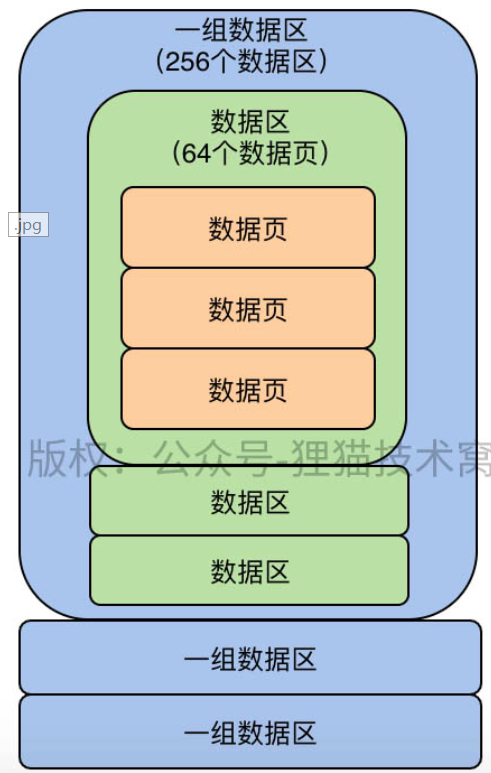 一组数据区
（256个数据区）
数据区
（64个数据页）
.jpg
数据页
数据页
数据页
版权：公众号-狸猫技术窝
数据区
数据区
一组数据区
一组数据区